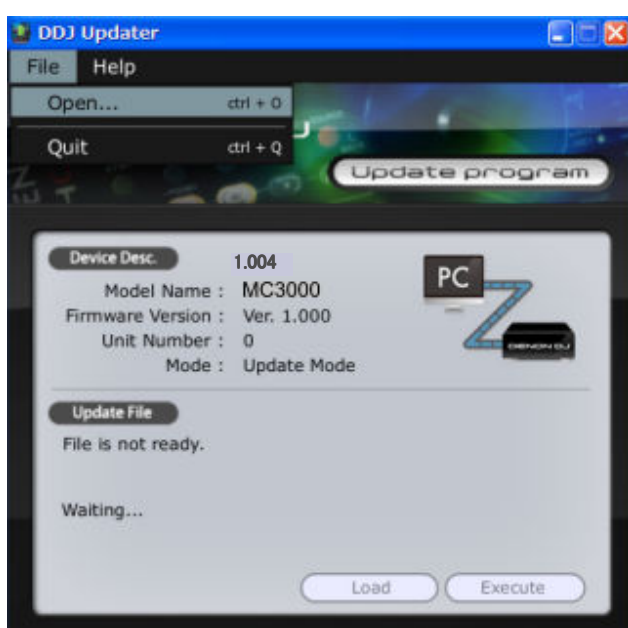 DDJ Updater
File Help
Open... ctrl + O
Quit ctrl + Q
Update program
Device Desc. 1.004
Model Name : MC3000
Firmware Version : Ver. 1.000
Unit Number : 0
Mode : Update Mode
PC
DENON DJ
Update File
File is not ready.
Waiting...
Load Execute